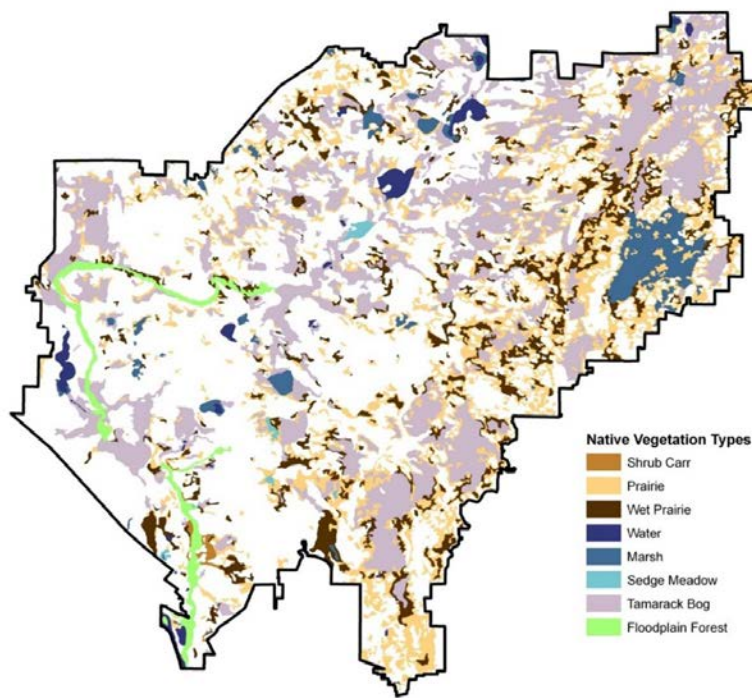 Native Vegetation Types
Shrub Carr
Prairie
Wet Prairie
Water
Marsh
Sedge Meadow
Tamarack Bog
Floodplain Forest